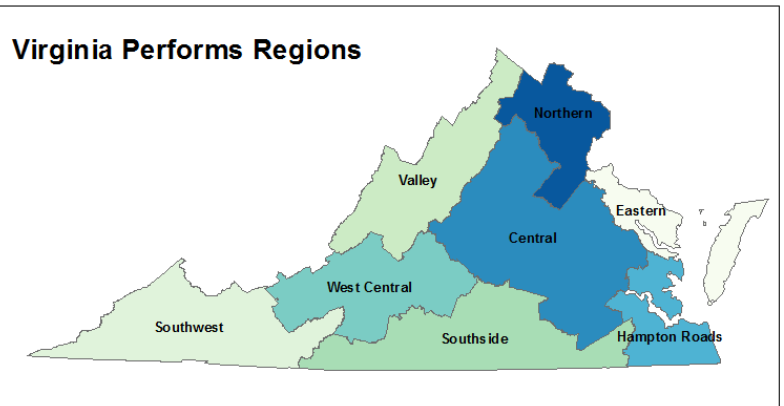 Virginia Performs Regions
Northern
Valley
Eastern
Central
West Central
Southwest
Southside
Hampton Roads